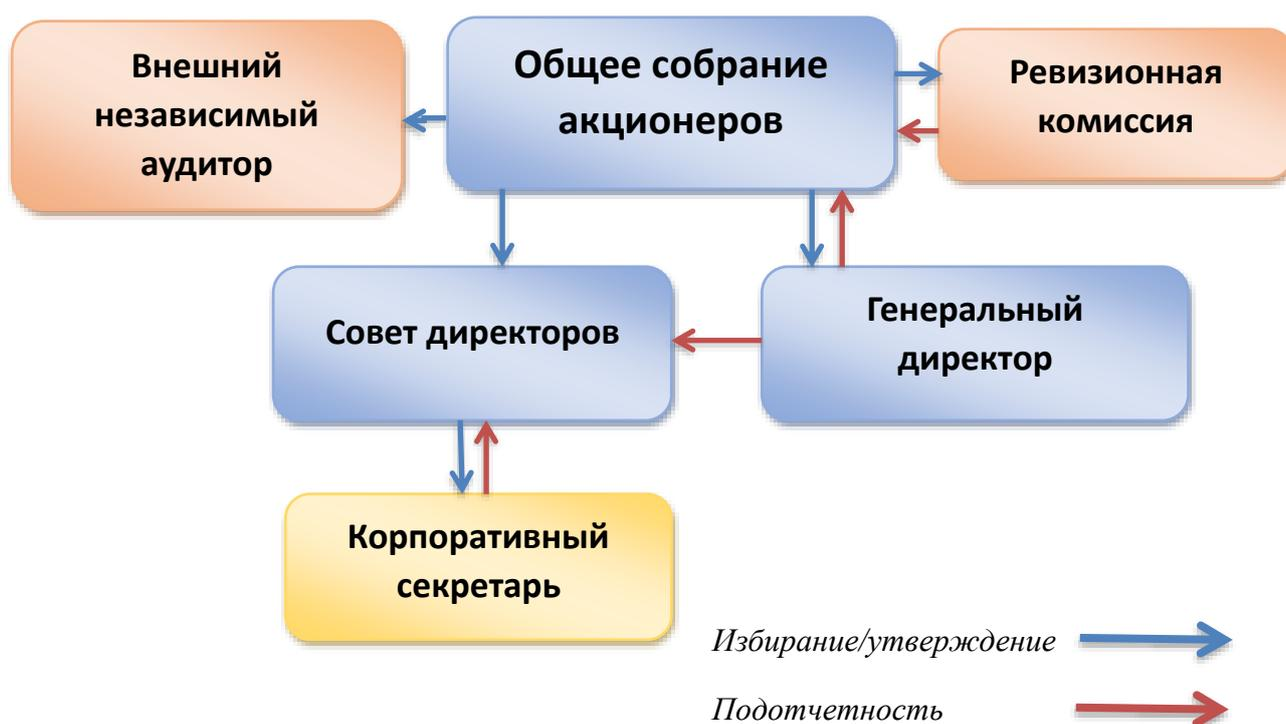 Внешний
независимый
аудитор
Общее собрание
акционеров
Ревизионная
комиссия
Совет директоров
Генеральный
директор
Корпоративный
секретарь
Избирание/утверждение
Подотчетность